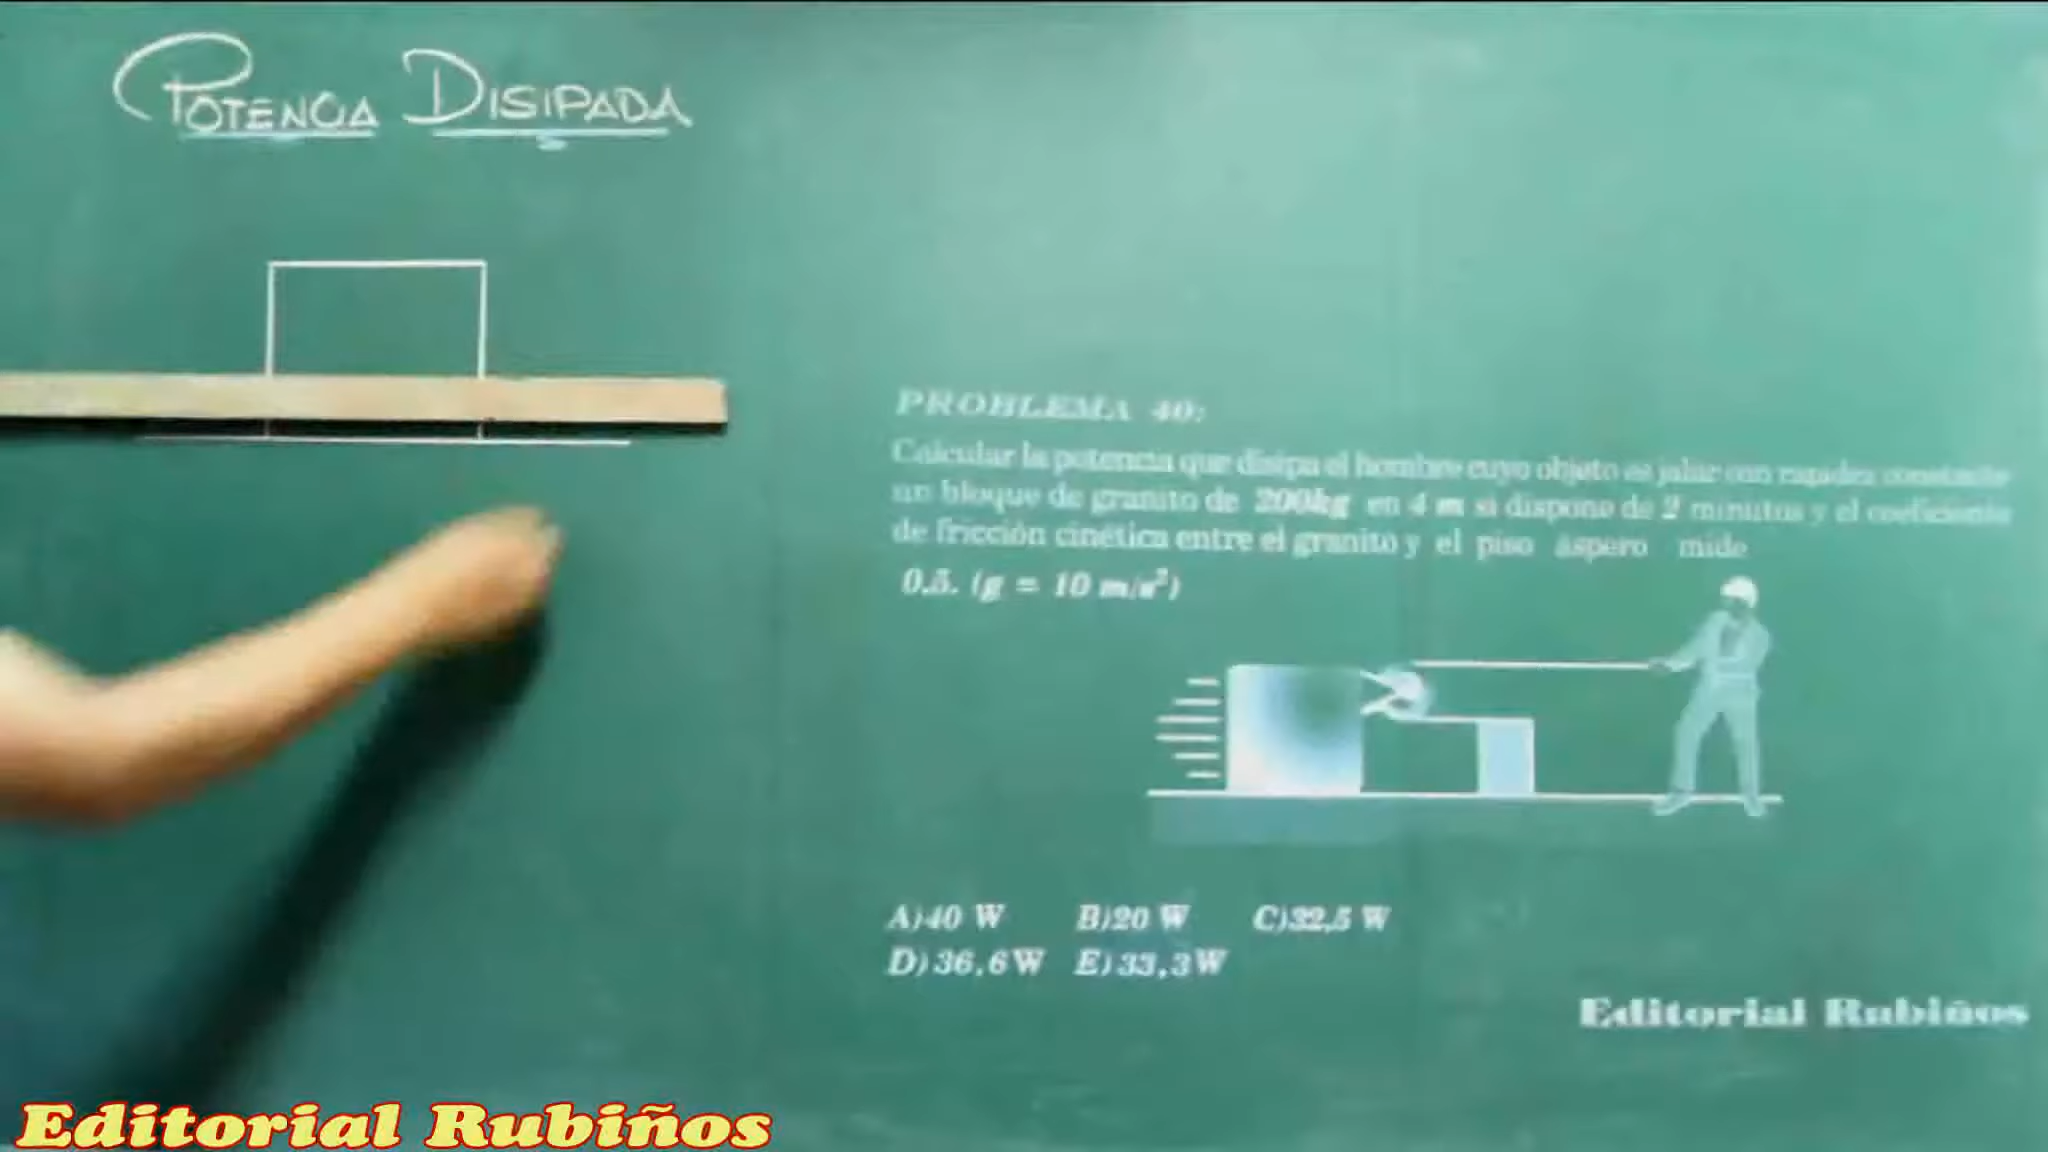 POTENCIA DISIPADA
PROBLEMA 40:
Calcular la potencia que disipa el hombre cuyo objeto es jalar con rapidez constante
un bloque de granito de 200kg en 4 m si dispone de 2 minutos y el coeficiente
de fricción cinética entre el granito y el piso áspero mide
0.5. (g = 10 m/s²)
A)40 W B)20 W C)32,5 W
D)36,6W E)33,3W
Editorial Rubiños
Editorial Rubiños